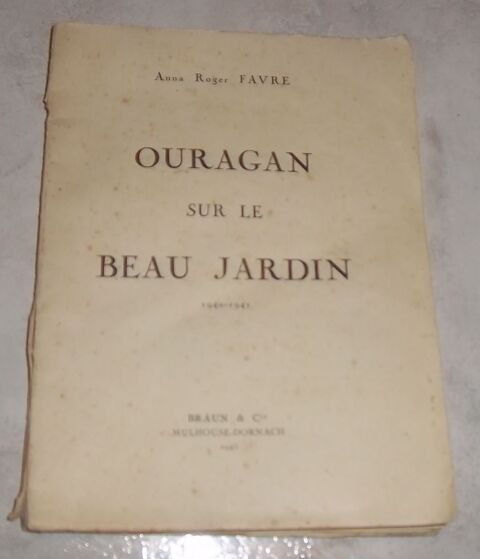 Anna Roger FAVRE
OURAGAN
SUR LE
BEAU JARDIN
BRAUN & Cie
MULHOUSE-DORNACH